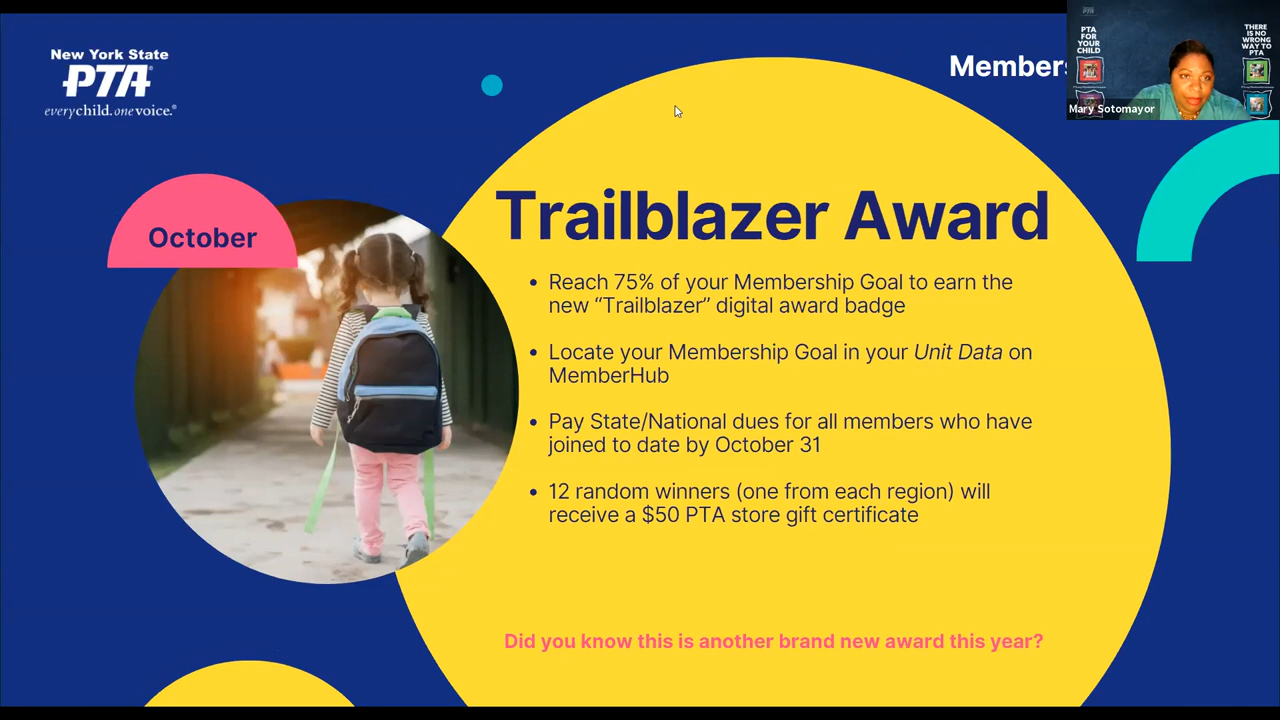 New York State
PTA
everychild.onevoice.®
Members
PTA
FOR
YOUR
CHILD
THERE
IS NO
WRONG
WAY TO
PTA
Mary Sotomayor
October
Trailblazer Award
• Reach 75% of your Membership Goal to earn the
new “Trailblazer” digital award badge
• Locate your Membership Goal in your Unit Data on
MemberHub
• Pay State/National dues for all members who have
joined to date by October 31
• 12 random winners (one from each region) will
receive a $50 PTA store gift certificate
Did you know this is another brand new award this year?